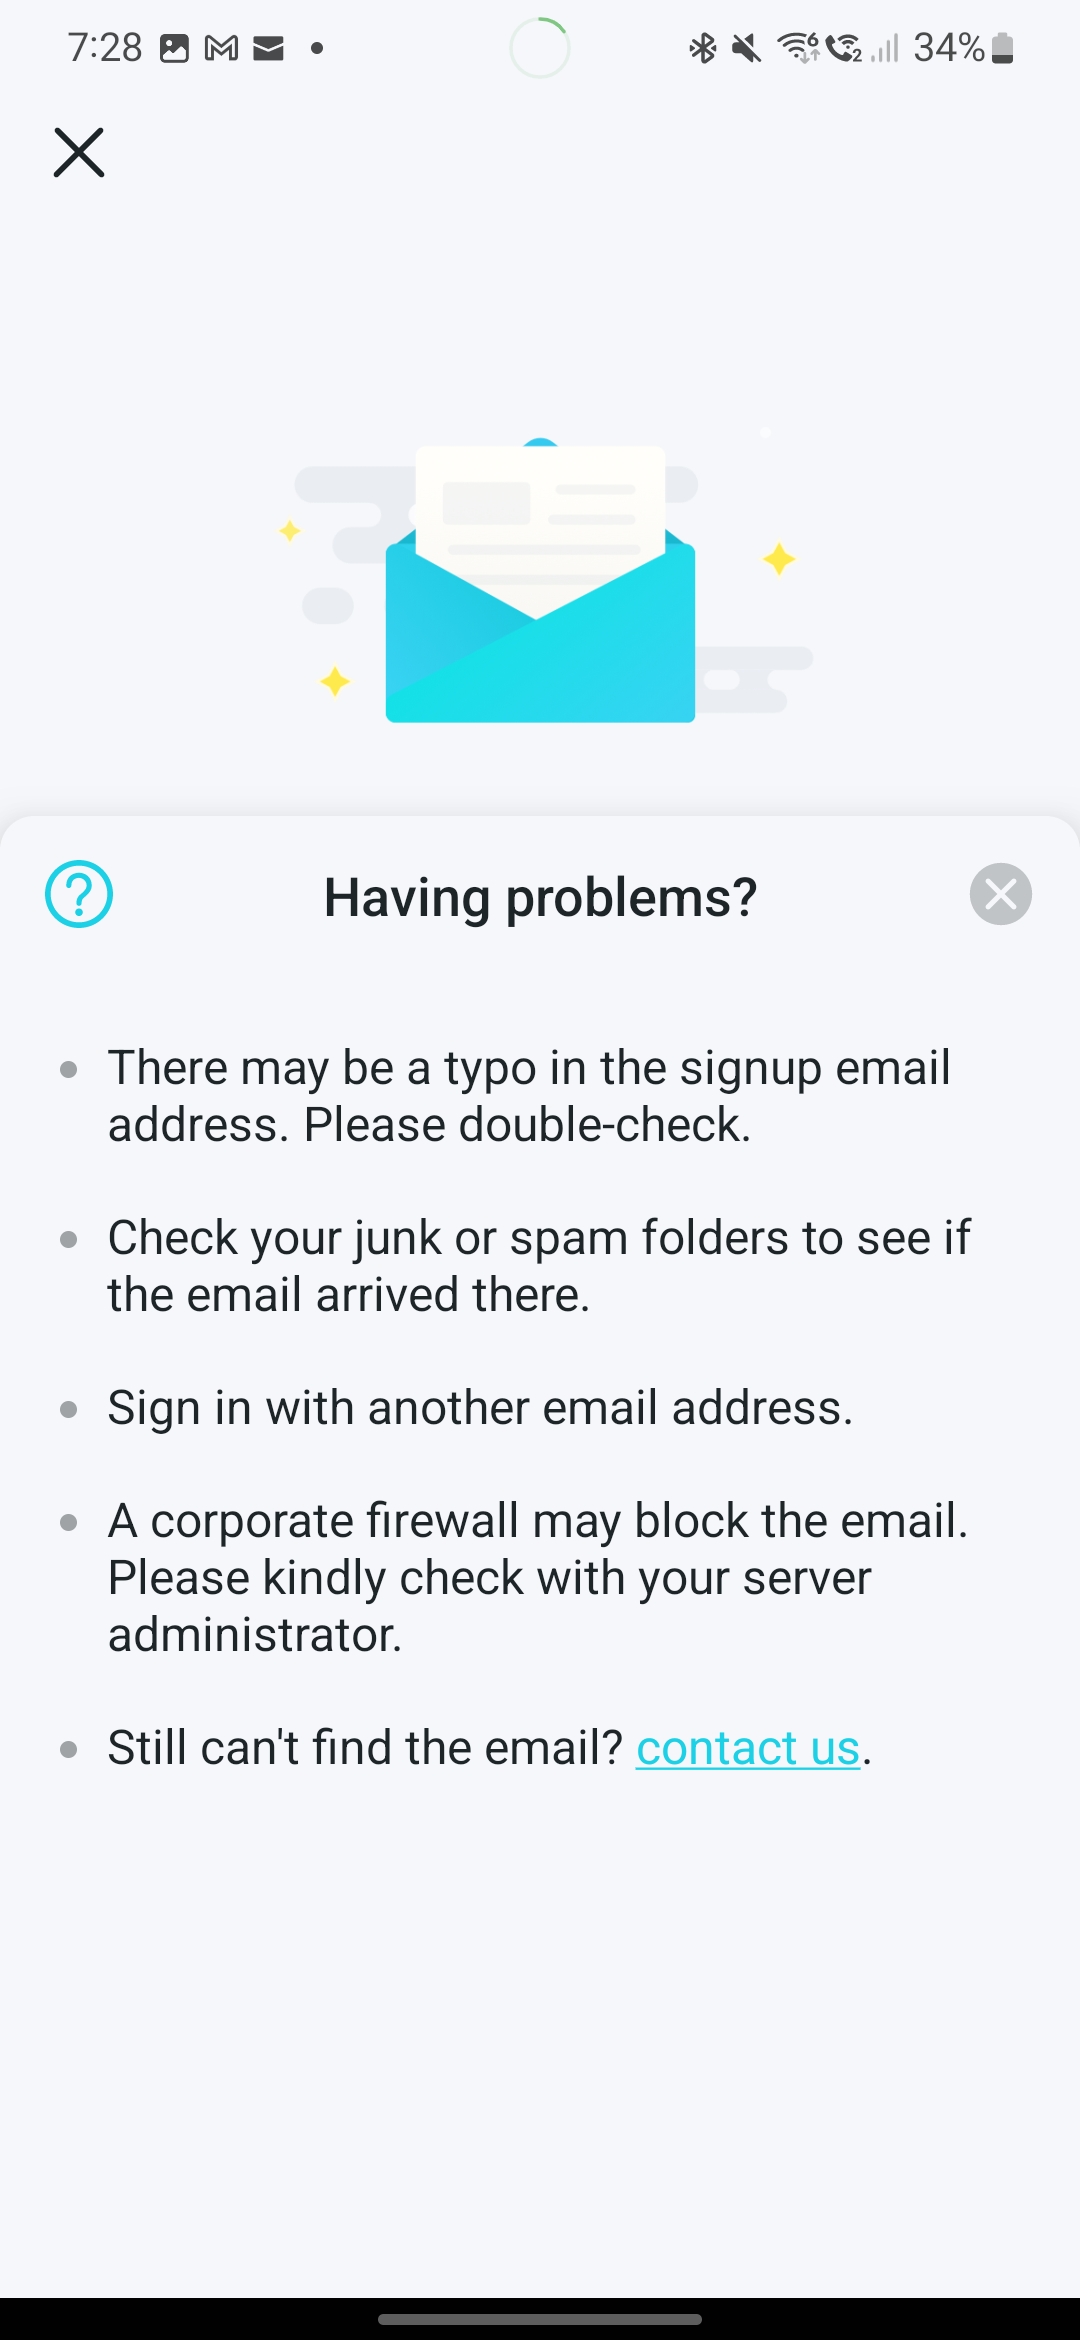 7:28
6
2
34%
Having problems?
There may be a typo in the signup email
address. Please double-check.
Check your junk or spam folders to see if
the email arrived there.
Sign in with another email address.
A corporate firewall may block the email.
Please kindly check with your server
administrator.
Still can't find the email? contact us.